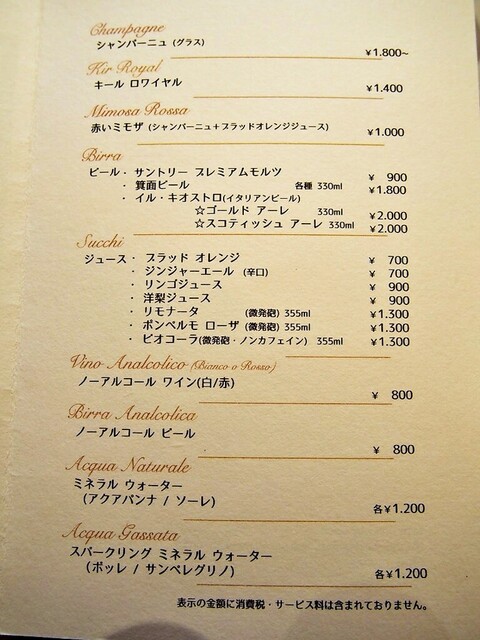 Champagne
シャンパーニュ (グラス) ¥1.800~
Kir Royal
キール ロワイヤル ¥1.400
Mimosa Rossa
赤いミモザ (シャンパーニュ+ブラッドオレンジジュース) ¥1.000
Birra
ビール・ サントリー プレミアムモルツ ¥ 900
・ 箕面ビール 各種 330ml ¥1.800
・ イル・キオストロ(イタリアンビール)
☆ゴールド アーレ 330ml ¥2.000
☆スコティッシュ アーレ 330ml ¥2.000
Succhi
ジュース・ ブラッド オレンジ ¥ 700
・ ジンジャーエール (辛口) ¥ 700
・ リンゴジュース ¥ 900
・ 洋梨ジュース ¥ 900
・ リモナータ (微発砲) 355ml ¥1.300
・ ポンペルモ ローザ (微発砲) 355ml ¥1.300
・ ビオコーラ(微発砲・ノンカフェイン) 355ml ¥1.300
Vino Analcolico (Bianco o Rosso)
ノーアルコール ワイン(白/赤) ¥ 800
Birra Analcolica
ノーアルコール ビール ¥ 800
Acqua Naturale
ミネラル ウォーター
(アクアパンナ / ソーレ) 各¥1.200
Acqua Gassata
スパークリング ミネラル ウォーター
(ポッレ / サンペレグリノ) 各¥1.200
表示の金額に消費税・サービス料は含まれておりません。